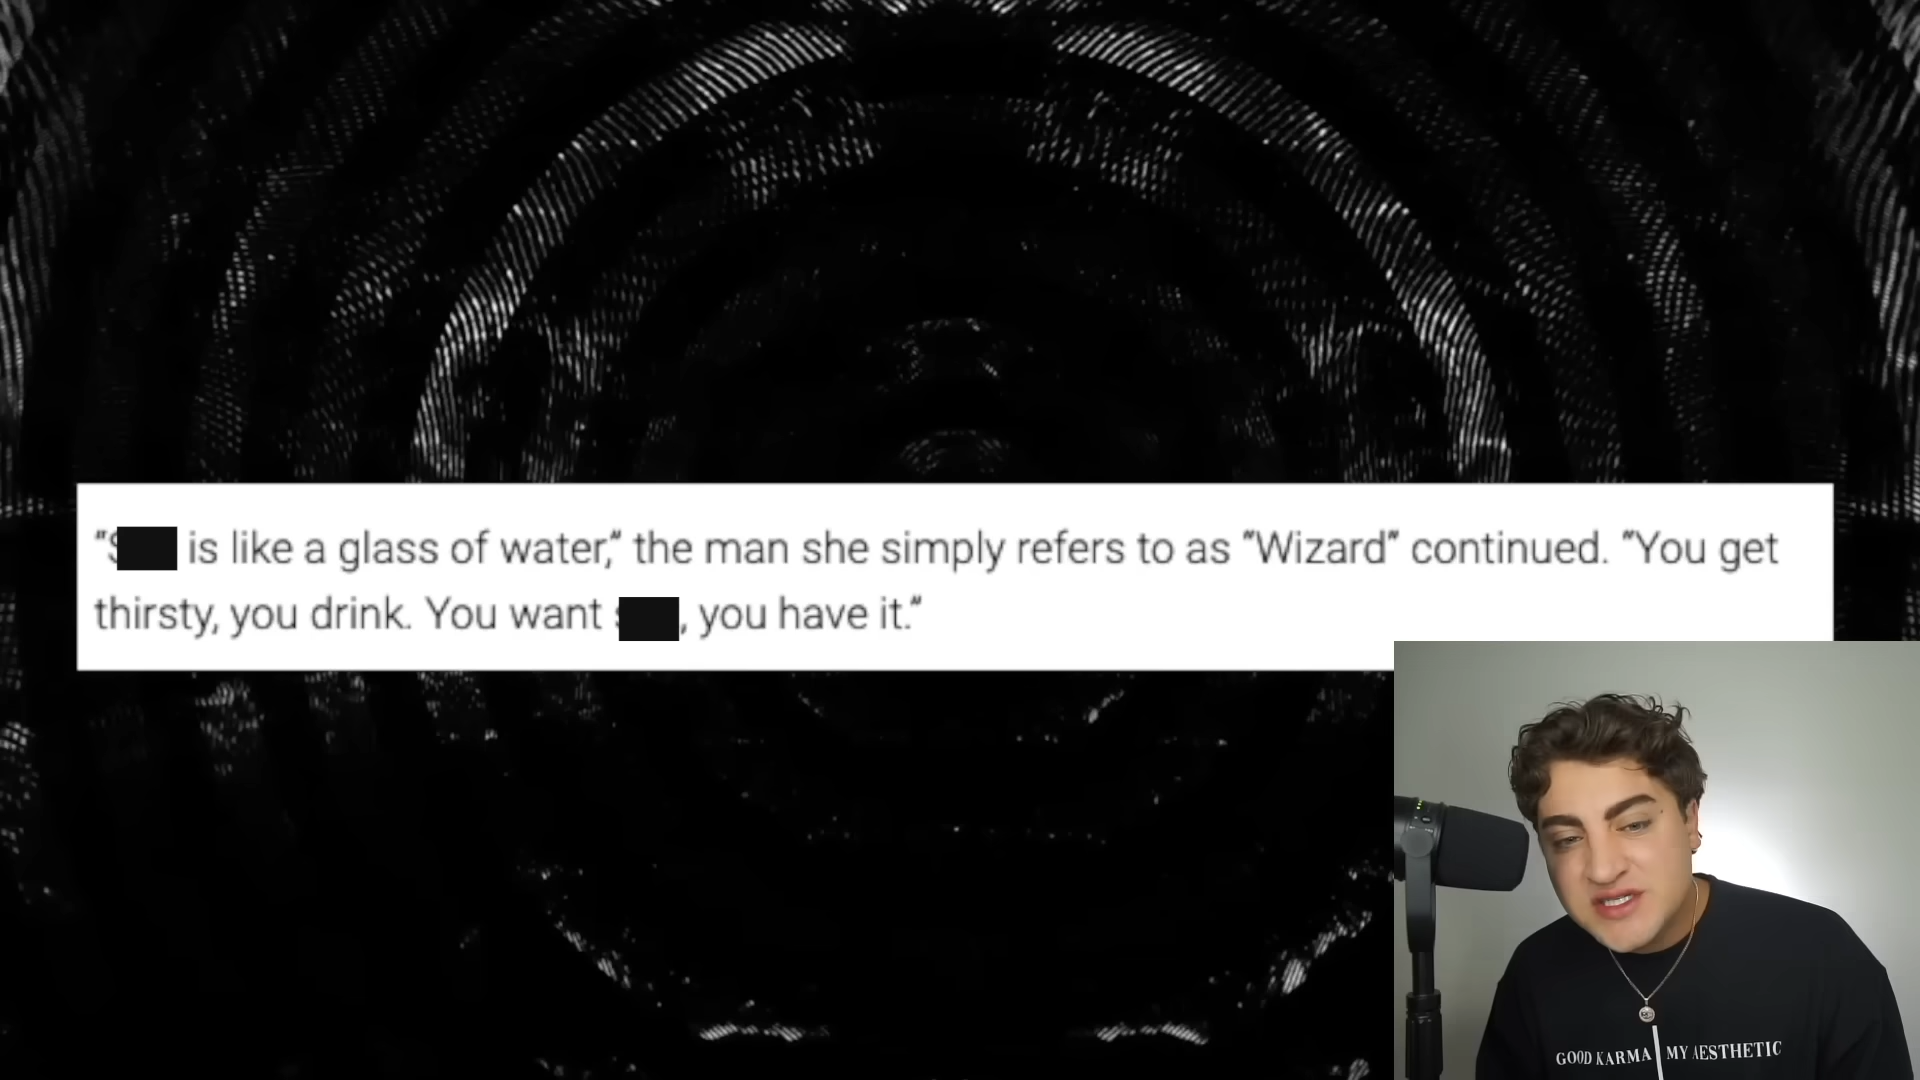 "S is like a glass of water," the man she simply refers to as "Wizard" continued. "You get
thirsty, you drink. You want s, you have it."
GOOD KARMA MY AESTHETIC